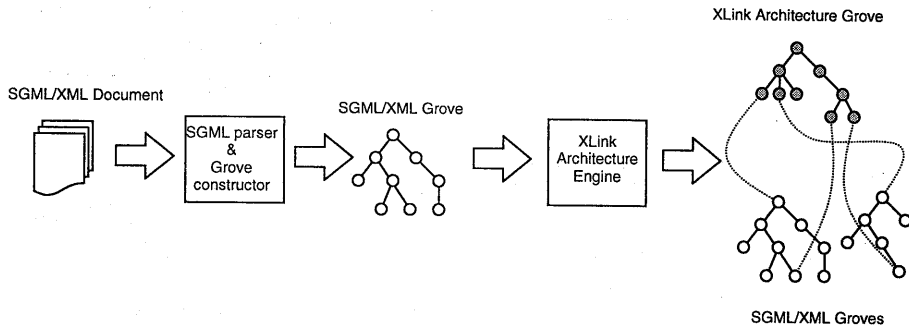 XLink Architecture Grove
SGML/XML Document
SGML parser
&
Grove
constructor
SGML/XML Grove
XLink
Architecture
Engine
SGML/XML Groves